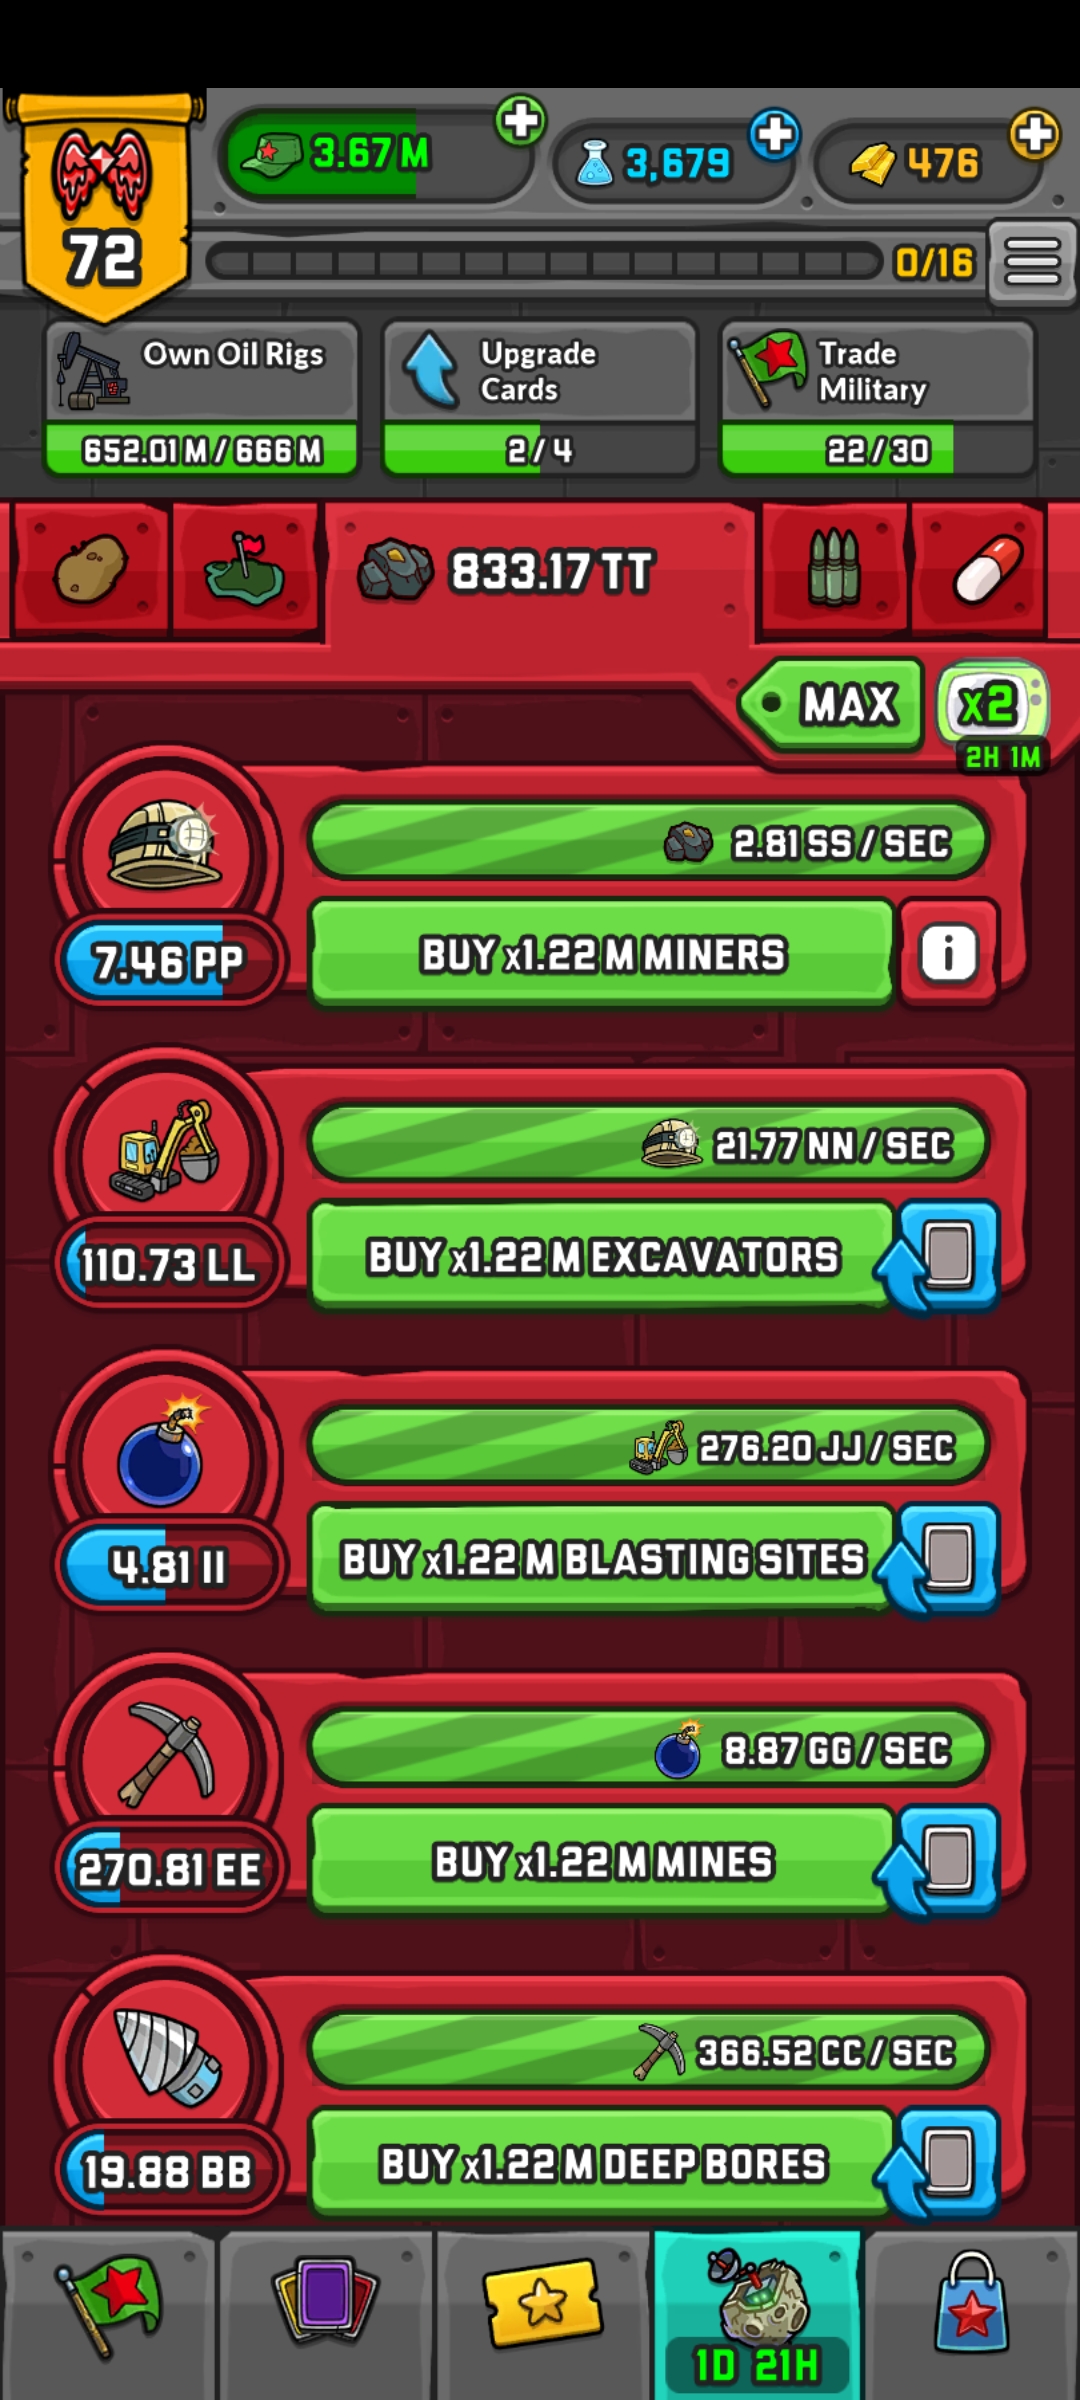 3.67 M
3,679
476
72
0/16
Own Oil Rigs
652.01 M / 666 M
Upgrade
Cards
2 / 4
Trade
Military
22 / 30
833.17 TT
MAX
x2
2H 1M
2.81 SS / SEC
7.46 PP
BUY x1.22 M MINERS
i
21.77 NN / SEC
110.73 LL
BUY x1.22 M EXCAVATORS
276.20 JJ / SEC
4.81 II
BUY x1.22 M BLASTING SITES
8.87 GG / SEC
270.81 EE
BUY x1.22 M MINES
366.52 CC / SEC
19.88 BB
BUY x1.22 M DEEP BORES
1D 21H